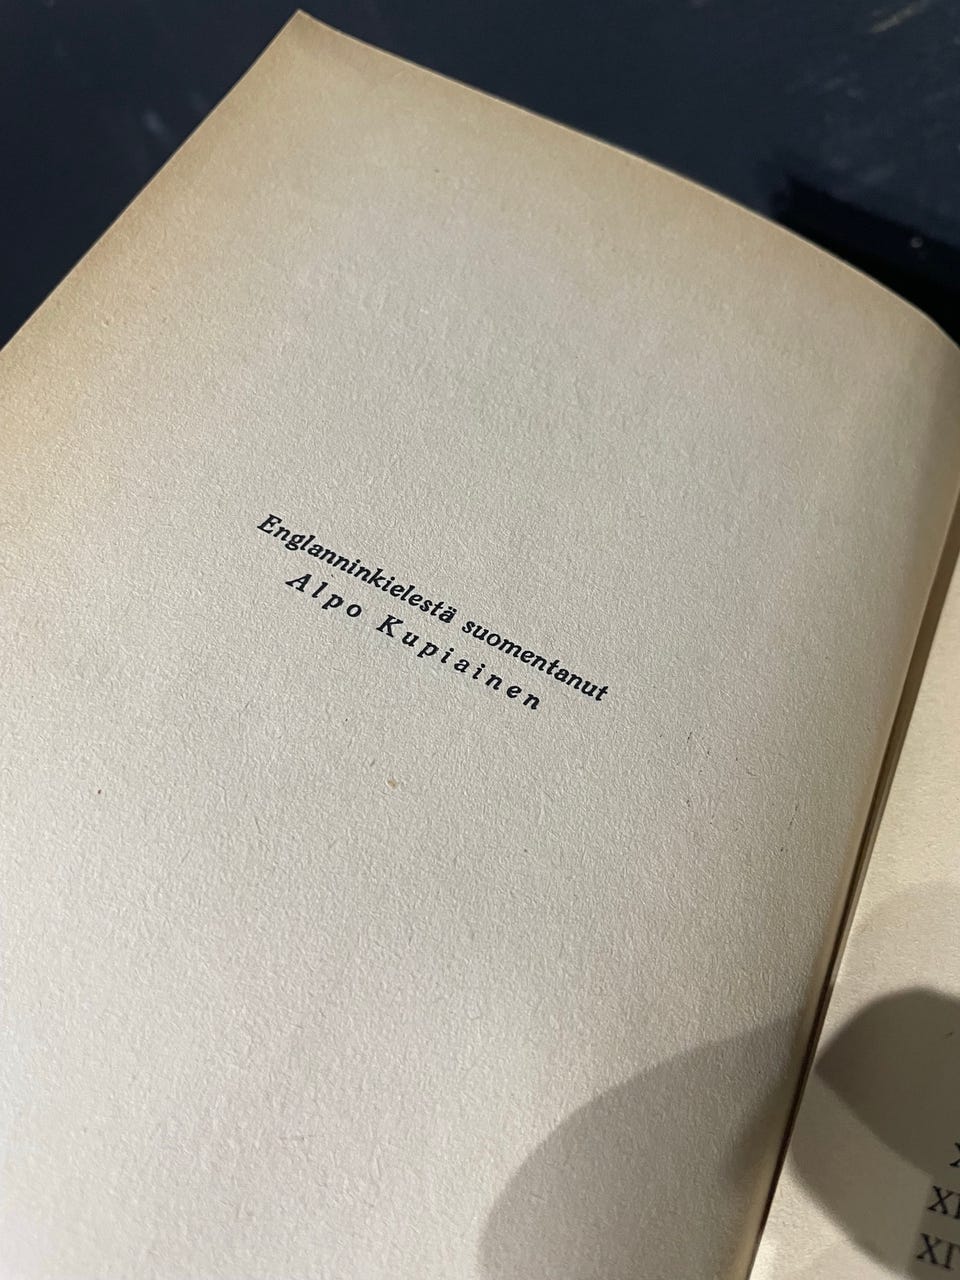 Englanninkielestä suomentanut
Alpo Kupiainen